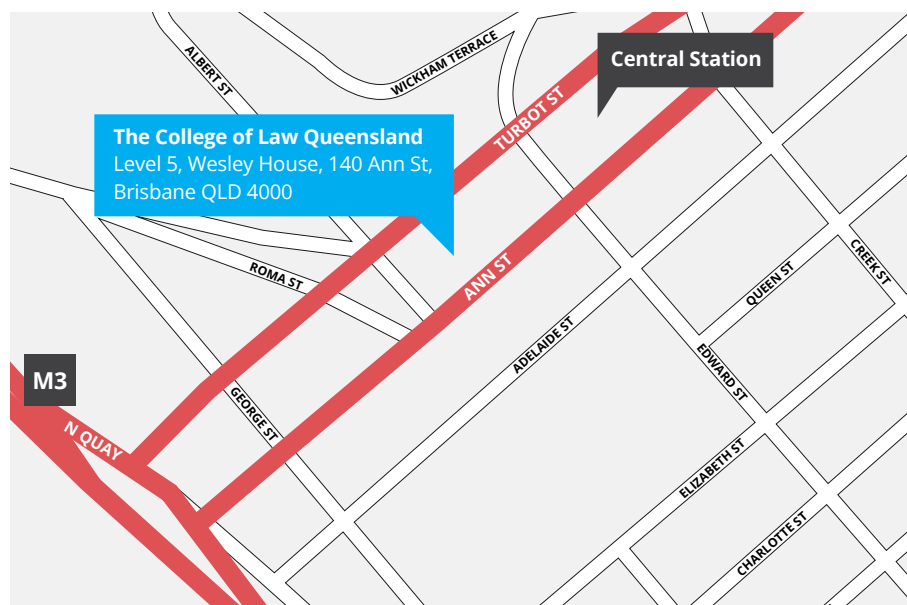 ALBERT ST
WICKHAM TERRACE
Central Station
TURBOT ST
The College of Law Queensland
Level 5, Wesley House, 140 Ann St,
Brisbane QLD 4000
ROMA ST
ANN ST
CREEK ST
QUEEN ST
ADELAIDE ST
EDWARD ST
M3
GEORGE ST
N QUAY
ELIZABETH ST
CHARLOTTE ST